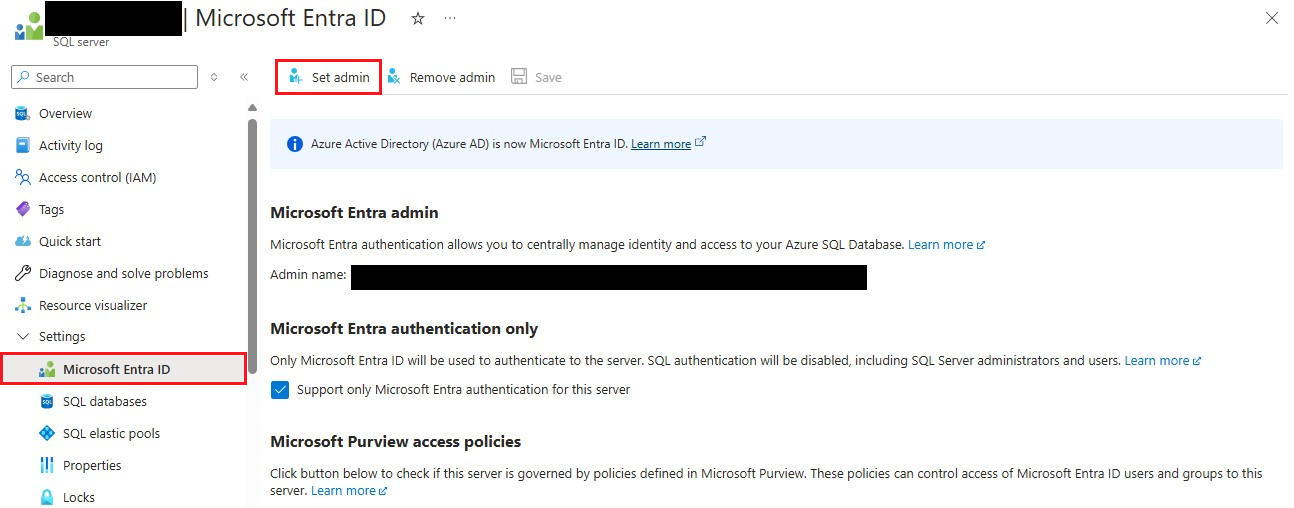 | Microsoft Entra ID
SQL server
Search
Set admin
Remove admin
Save
Overview
Activity log
Access control (IAM)
Tags
Quick start
Diagnose and solve problems
Resource visualizer
Settings
Microsoft Entra ID
SQL databases
SQL elastic pools
Properties
Locks
Azure Active Directory (Azure AD) is now Microsoft Entra ID. Learn more
Microsoft Entra admin
Microsoft Entra authentication allows you to centrally manage identity and access to your Azure SQL Database. Learn more
Admin name:
Microsoft Entra authentication only
Only Microsoft Entra ID will be used to authenticate to the server. SQL authentication will be disabled, including SQL Server administrators and users. Learn more
Support only Microsoft Entra authentication for this server
Microsoft Purview access policies
Click button below to check if this server is governed by policies defined in Microsoft Purview. These policies can control access of Microsoft Entra ID users and groups to this
server. Learn more